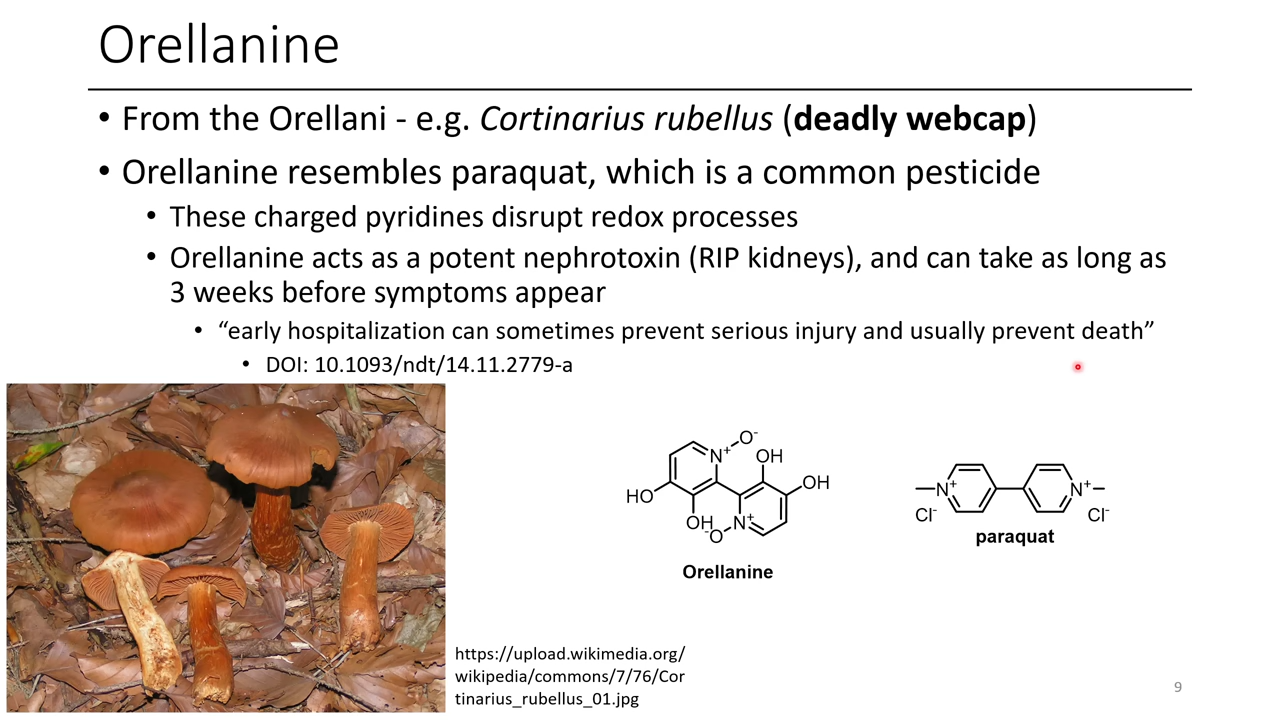 Orellanine
• From the Orellani - e.g. Cortinarius rubellus (deadly webcap)
• Orellanine resembles paraquat, which is a common pesticide
• These charged pyridines disrupt redox processes
• Orellanine acts as a potent nephrotoxin (RIP kidneys), and can take as long as
3 weeks before symptoms appear
• “early hospitalization can sometimes prevent serious injury and usually prevent death”
• DOI: 10.1093/ndt/14.11.2779-a
N+ O-
OH
HO
OH
OH
-O N+
Orellanine
N+
Cl-
N+
Cl-
paraquat
https://upload.wikimedia.org/
wikipedia/commons/7/76/Cor
tinarius_rubellus_01.jpg
9